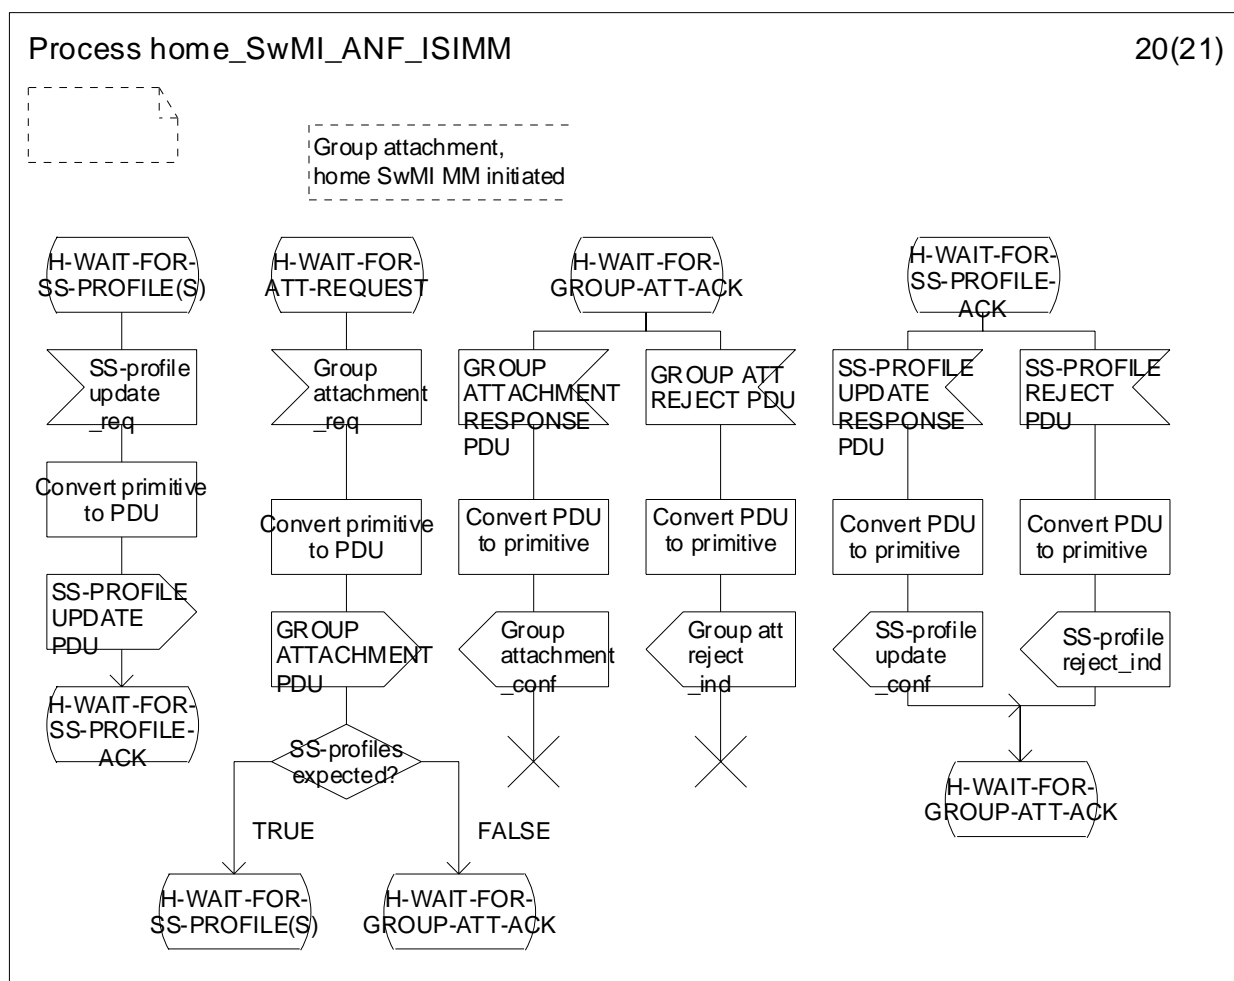 Process home_SwMI_ANF_ISIMM
20(21)
Group attachment,
home SwMI MM initiated
H-WAIT-FOR-
SS-PROFILE(S)
SS-profile
update
_req
Convert primitive
to PDU
SS-PROFILE
UPDATE
PDU
H-WAIT-FOR-
SS-PROFILE-
ACK
H-WAIT-FOR-
ATT-REQUEST
Group
attachment
_req
Convert primitive
to PDU
GROUP
ATTACHMENT
PDU
SS-profiles
expected?
TRUE
FALSE
H-WAIT-FOR-
SS-PROFILE(S)
H-WAIT-FOR-
GROUP-ATT-ACK
H-WAIT-FOR-
GROUP-ATT-ACK
GROUP
ATTACHMENT
RESPONSE
PDU
Convert PDU
to primitive
Group
attachment
_conf
GROUP ATT
REJECT PDU
Convert PDU
to primitive
Group att
reject
_ind
H-WAIT-FOR-
SS-PROFILE-
ACK
SS-PROFILE
UPDATE
RESPONSE
PDU
Convert PDU
to primitive
SS-profile
update
_conf
SS-PROFILE
REJECT
PDU
Convert PDU
to primitive
SS-profile
reject_ind
H-WAIT-FOR-
GROUP-ATT-ACK